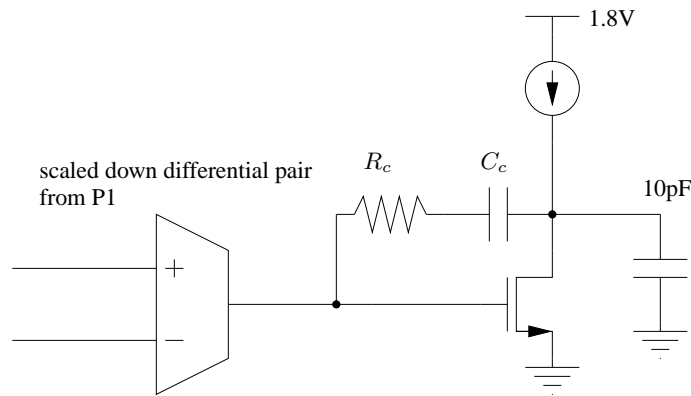 1.8V
scaled down differential pair
from P1
R_c
C_c
10pF
+
−